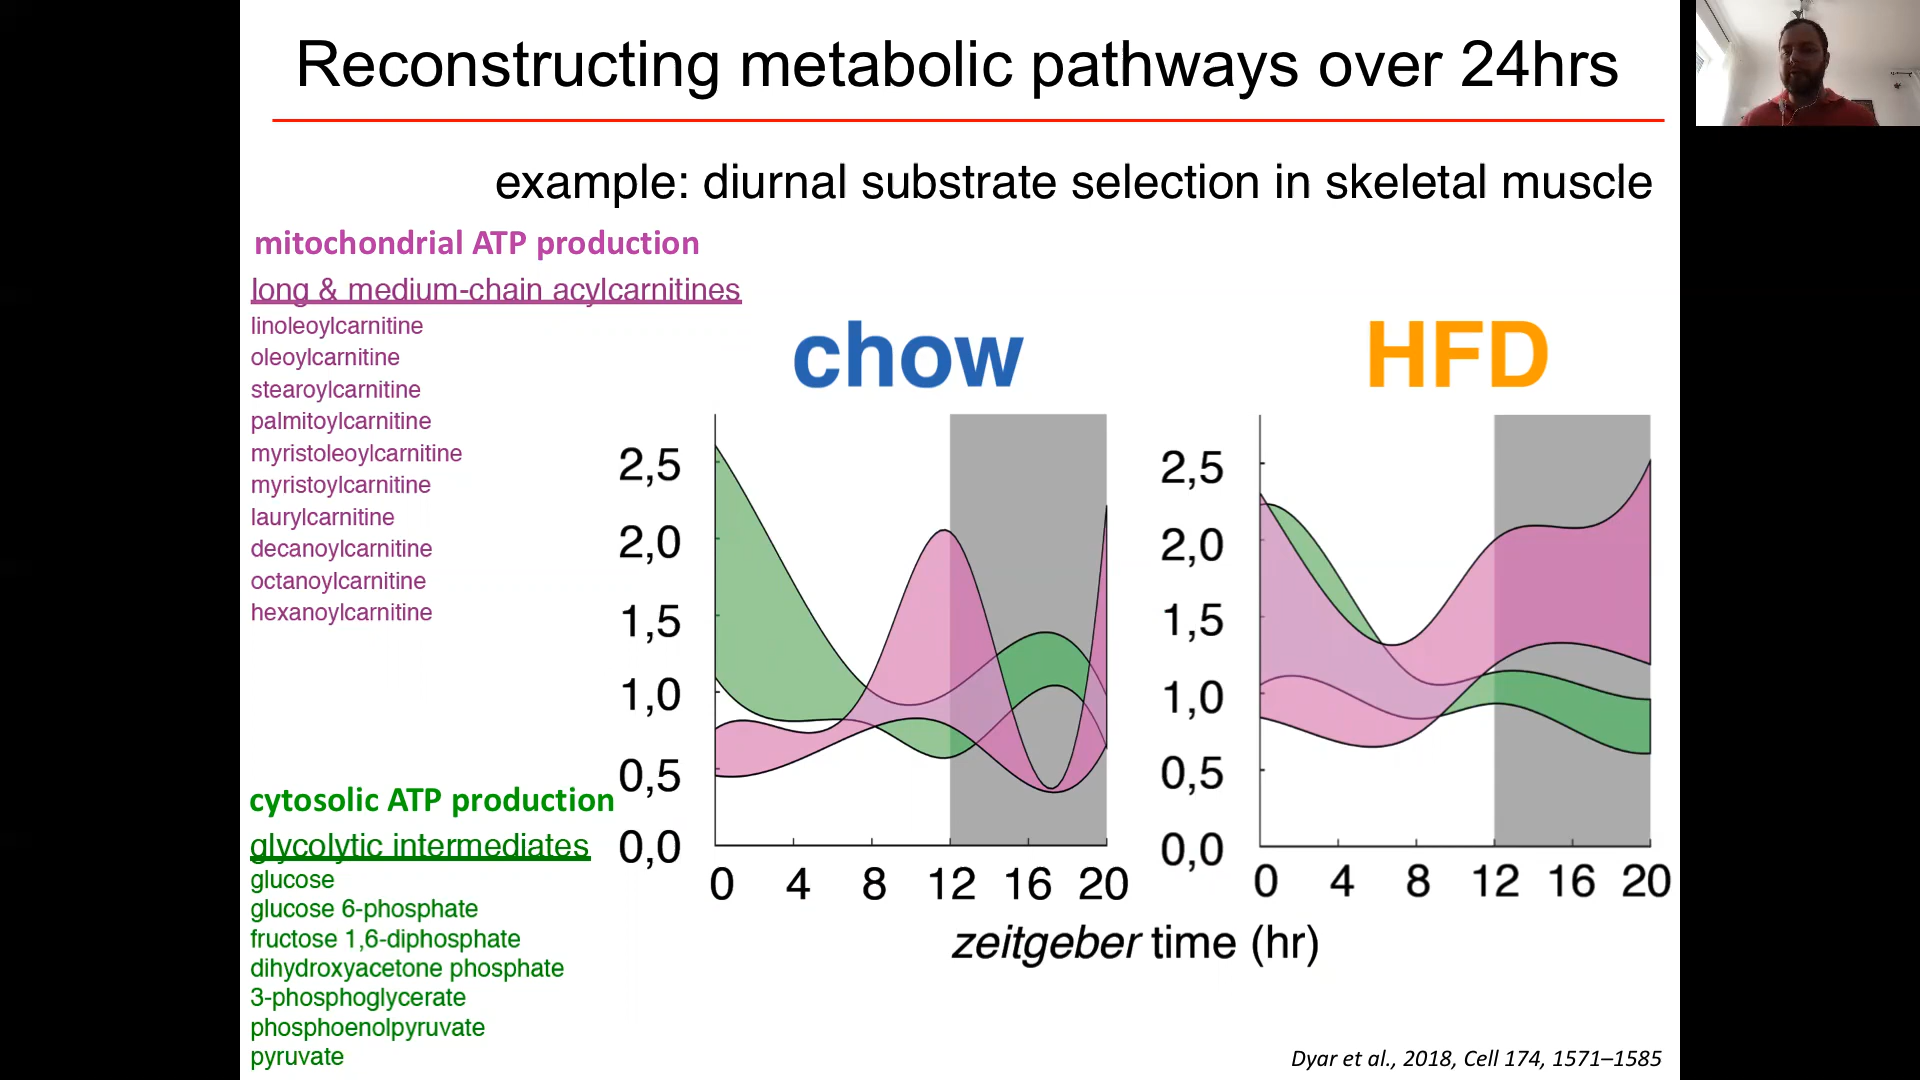 Reconstructing metabolic pathways over 24hrs
example: diurnal substrate selection in skeletal muscle
mitochondrial ATP production
long & medium-chain acylcarnitines
linoleoylcarnitine
oleoylcarnitine
stearoylcarnitine
palmitoylcarnitine
myristoleoylcarnitine
myristoylcarnitine
laurylcarnitine
decanoylcarnitine
octanoylcarnitine
hexanoylcarnitine
cytosolic ATP production
glycolytic intermediates
glucose
glucose 6-phosphate
fructose 1,6-diphosphate
dihydroxyacetone phosphate
3-phosphoglycerate
phosphoenolpyruvate
pyruvate
chow
2,5
2,0
1,5
1,0
0,5
0,0
0 4 8 12 16 20
HFD
2,5
2,0
1,5
1,0
0,5
0,0
0 4 8 12 16 20
zeitgeber time (hr)
Dyar et al., 2018, Cell 174, 1571–1585